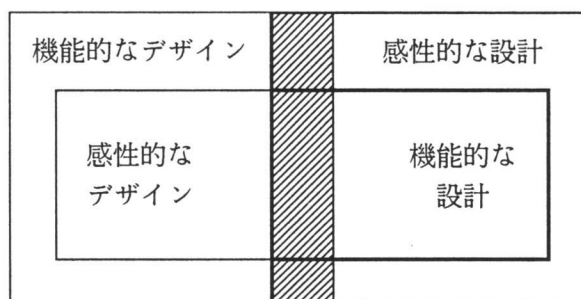 機能的なデザイン
感性的な設計
感性的な
デザイン
機能的な
設計